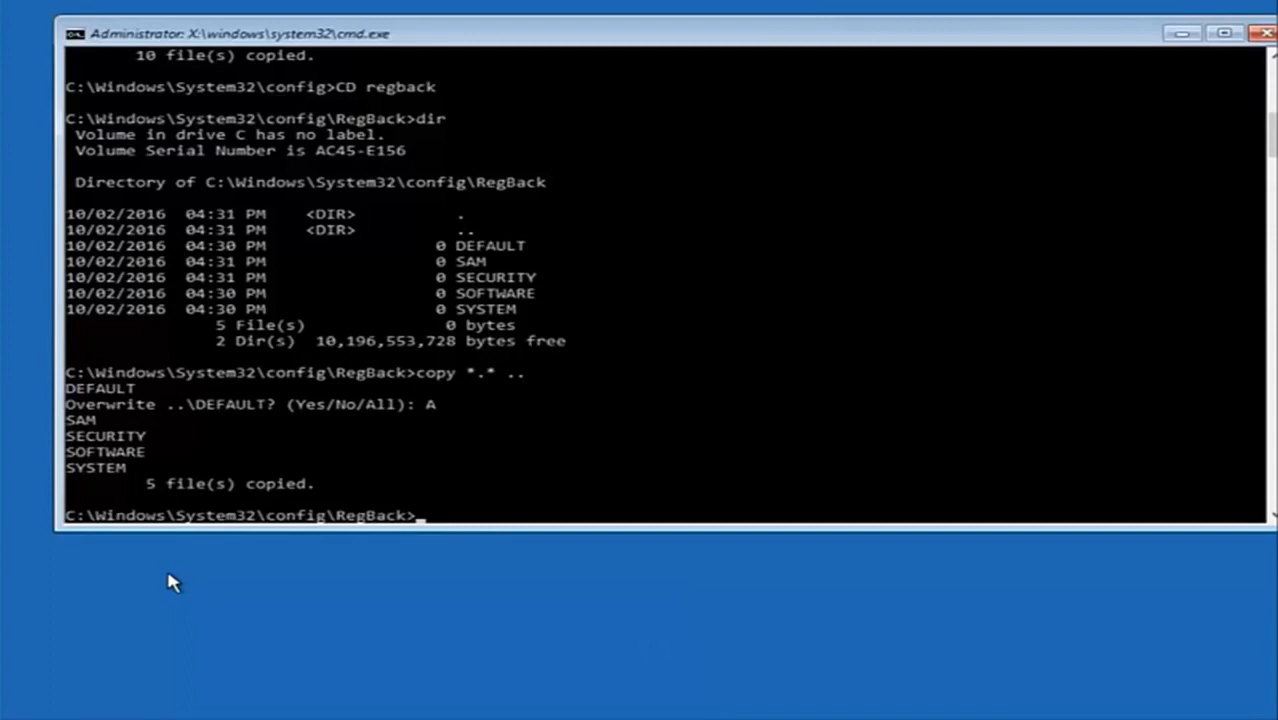 Administrator: X:\windows\system32\cmd.exe
10 file(s) copied.
C:\Windows\System32\config>CD regback
C:\Windows\System32\config\RegBack>dir
Volume in drive C has no label.
Volume Serial Number is AC45-E156
Directory of C:\Windows\System32\config\RegBack
10/02/2016 04:31 PM <DIR> .
10/02/2016 04:31 PM <DIR> ..
10/02/2016 04:30 PM 0 DEFAULT
10/02/2016 04:31 PM 0 SAM
10/02/2016 04:31 PM 0 SECURITY
10/02/2016 04:30 PM 0 SOFTWARE
10/02/2016 04:30 PM 0 SYSTEM
5 File(s) 0 bytes
2 Dir(s) 10,196,553,728 bytes free
C:\Windows\System32\config\RegBack>copy *.* ..
DEFAULT
Overwrite ..\DEFAULT? (Yes/No/All): A
SAM
SECURITY
SOFTWARE
SYSTEM
5 file(s) copied.
C:\Windows\System32\config\RegBack>_